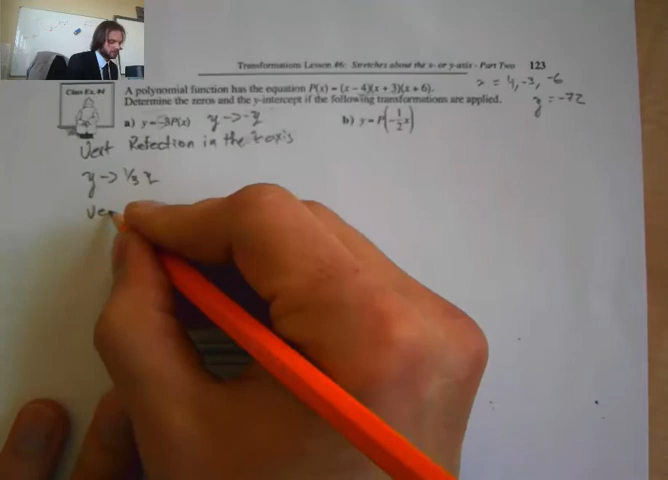 Transformations Lesson #6: Stretches about the x- or y-axis - Part Two 123
Class Ex. #4
A polynomial function has the equation P(x) = (x − 4)(x + 3)(x + 6).
x = 4, -3, -6
Determine the zeros and the y-intercept if the following transformations are applied.
y = -72
a) y = −3P(x) y -> -y b) y = P(−1/2 x)
Vert Reflection in the x axis
y -> 1/3 y
Ve